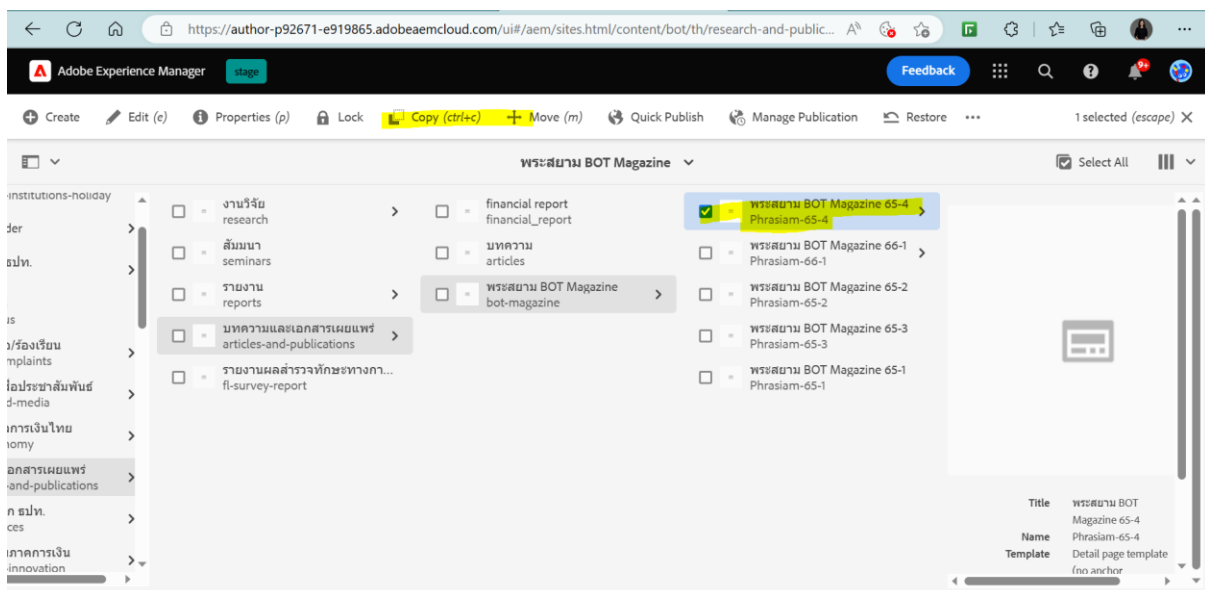 https://author-p92671-e919865.adobeaemcloud.com/ui#/aem/sites.html/content/bot/th/research-and-public...
Adobe Experience Manager
stage
Feedback
9+
Create
Edit (e)
Properties (p)
Lock
Copy (ctrl+c)
Move (m)
Quick Publish
Manage Publication
Restore
1 selected (escape)
พระสยาม BOT Magazine
Select All
-institutions-holiday
der
ธปท.
us
อ/ร้องเรียน
mplaints
ื่อประชาสัมพันธ์
d-media
การเงินไทย
nomy
อกสารเผยแพร่
-and-publications
ก ธปท.
ces
ภาคการเงิน
-innovation
งานวิจัย
research
สัมมนา
seminars
รายงาน
reports
บทความและเอกสารเผยแพร่
articles-and-publications
รายงานผลสำรวจทักษะทางกา...
fl-survey-report
financial report
financial_report
บทความ
articles
พระสยาม BOT Magazine
bot-magazine
พระสยาม BOT Magazine 65-4
Phrasiam-65-4
พระสยาม BOT Magazine 66-1
Phrasiam-66-1
พระสยาม BOT Magazine 65-2
Phrasiam-65-2
พระสยาม BOT Magazine 65-3
Phrasiam-65-3
พระสยาม BOT Magazine 65-1
Phrasiam-65-1
Title พระสยาม BOT
Magazine 65-4
Name Phrasiam-65-4
Template Detail page template
(no anchor